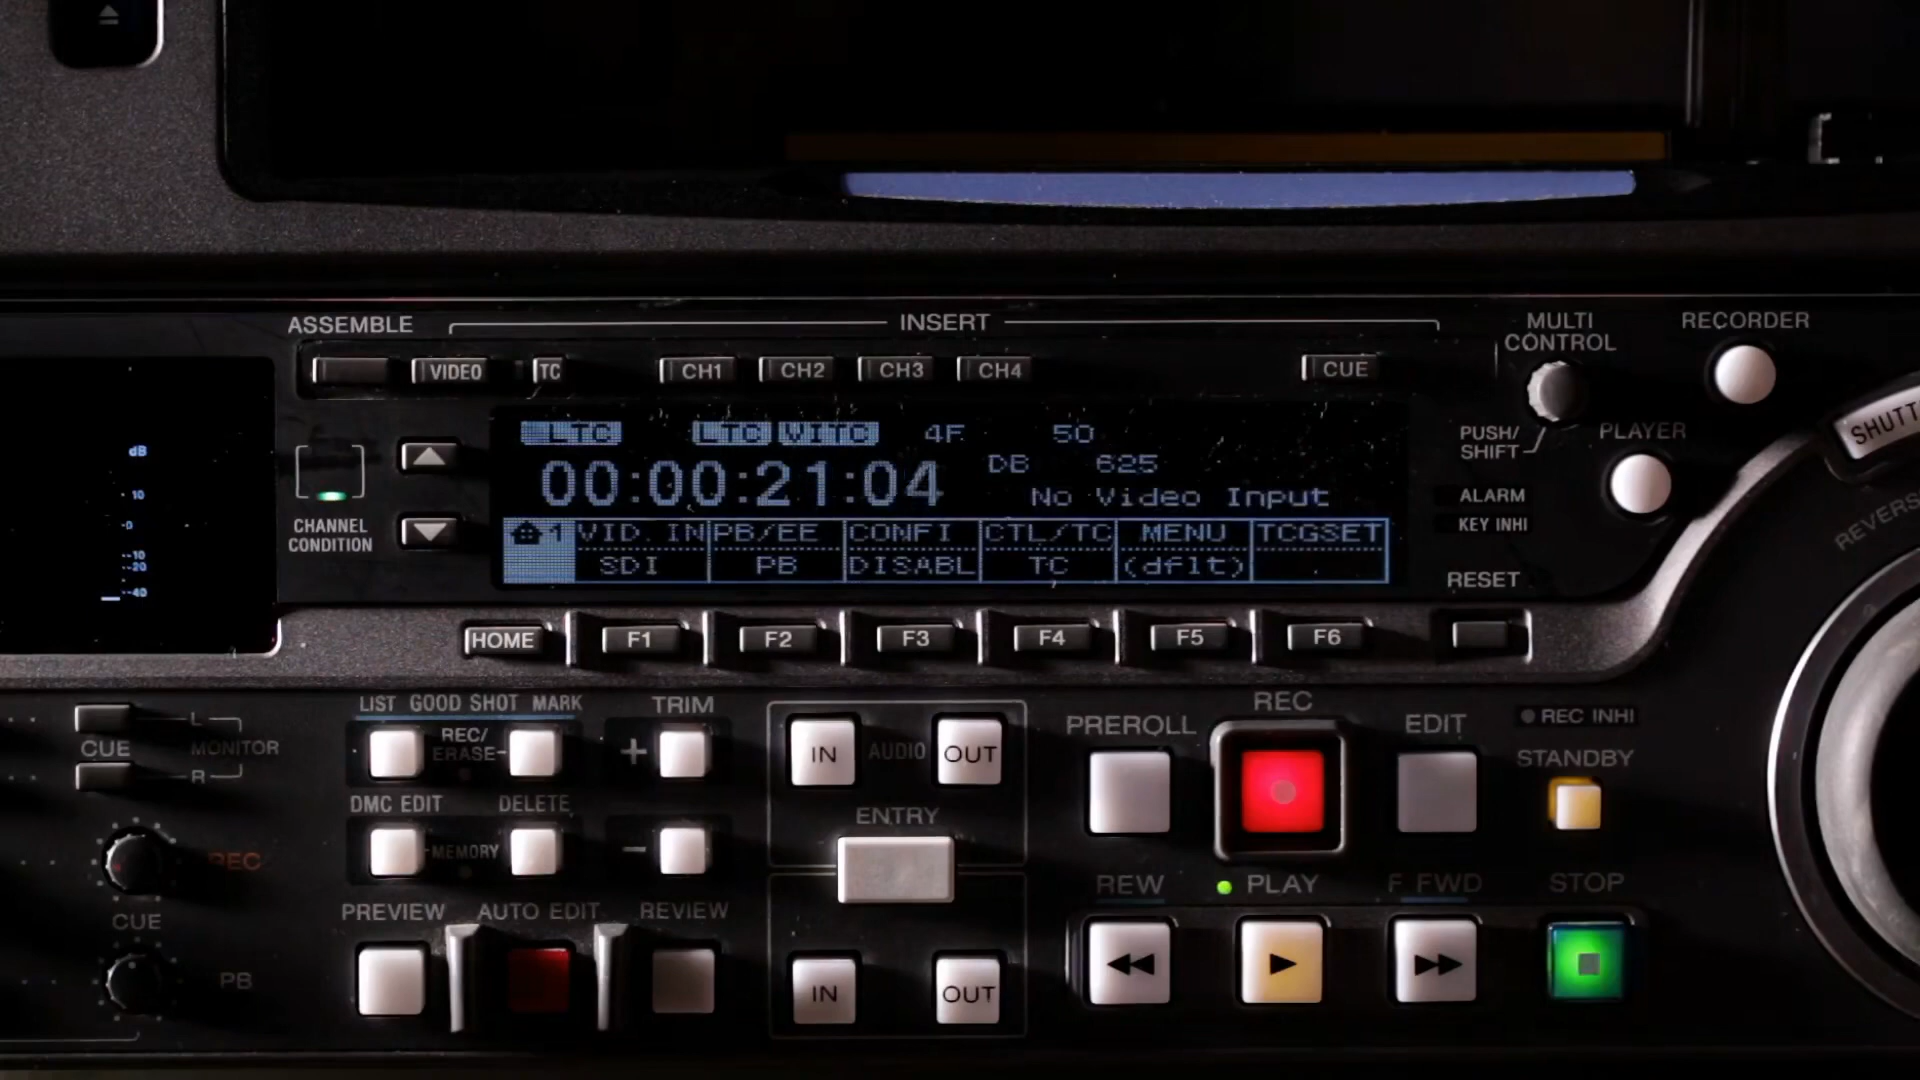 ASSEMBLE
INSERT
MULTI
CONTROL
RECORDER
VIDEO
TC
CH1
CH2
CH3
CH4
CUE
SHUTT
LTC
LTC
VITC
4F
50
PUSH/
SHIFT
PLAYER
dB
DB
625
00:00:21:04
No Video Input
10
0
-10
-20
-40
ALARM
KEY INHI
REVERS
CHANNEL
CONDITION
1
VID.IN
PB/EE
CONFI
CTL/TC
MENU
TCGSET
SDI
PB
DISABL
TC
(dflt)
RESET
HOME
F1
F2
F3
F4
F5
F6
LIST
GOOD SHOT
MARK
TRIM
REC
L
CUE
MONITOR
R
REC/
ERASE
+
IN
AUDIO
OUT
PREROLL
EDIT
REC INHI
STANDBY
DMC EDIT
DELETE
ENTRY
MEMORY
-
REC
REW
PLAY
F FWD
STOP
CUE
PREVIEW
AUTO EDIT
REVIEW
PB
IN
OUT